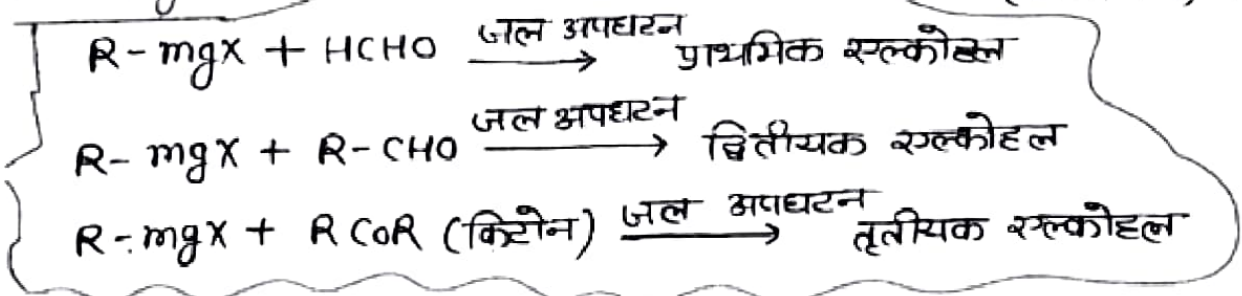 R-mgx + HCHO जल अपघटन → प्राथमिक एल्कोहल
R-mgx + R-CHO जल अपघटन → द्वितीयक एल्कोहल
R-mgx + RCOR (किटोन) जल अपघटन → तृतीयक एल्कोहल